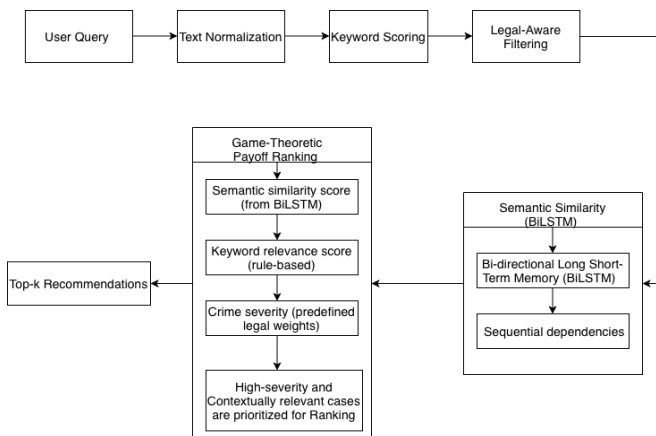 User Query
Text Normalization
Keyword Scoring
Legal-Aware
Filtering
Semantic Similarity
(BiLSTM)
Bi-directional Long Short-
Term Memory (BiLSTM)
Sequential dependencies
Game-Theoretic
Payoff Ranking
Semantic similarity score
(from BiLSTM)
Keyword relevance score
(rule-based)
Crime severity (predefined
legal weights)
High-severity and
Contextually relevant cases
are prioritized for Ranking
Top-k Recommendations